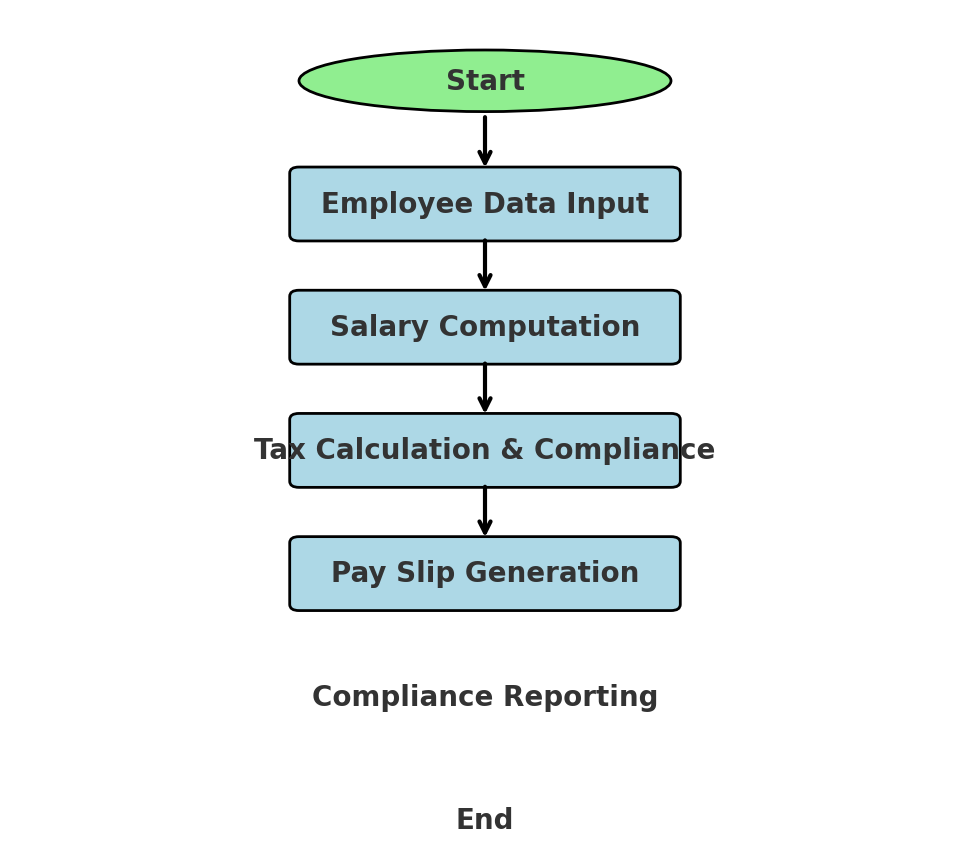 Start
Employee Data Input
Salary Computation
Tax Calculation & Compliance
Pay Slip Generation
Compliance Reporting
End